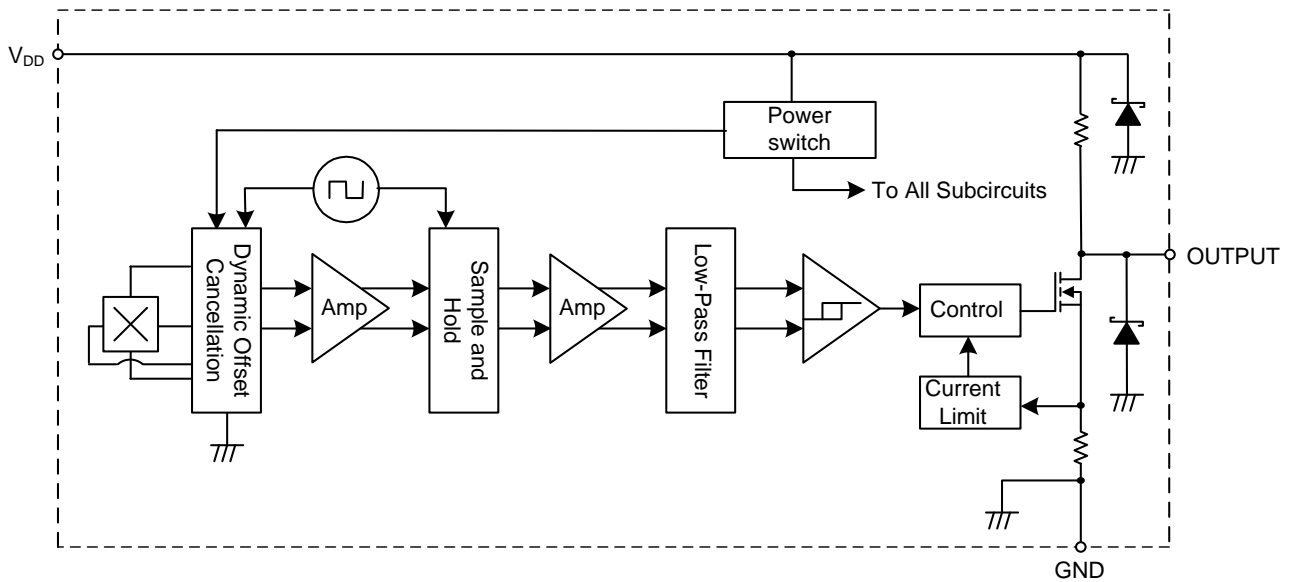 VDD
Power
switch
To All Subcircuits
Dynamic Offset
Cancellation
Amp
Sample and
Hold
Amp
Low-Pass Filter
Control
Current
Limit
OUTPUT
GND